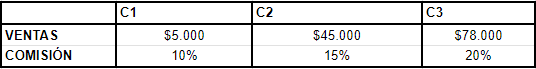 C1 C2 C3
VENTAS $5.000 $45.000 $78.000
COMISIÓN 10% 15% 20%